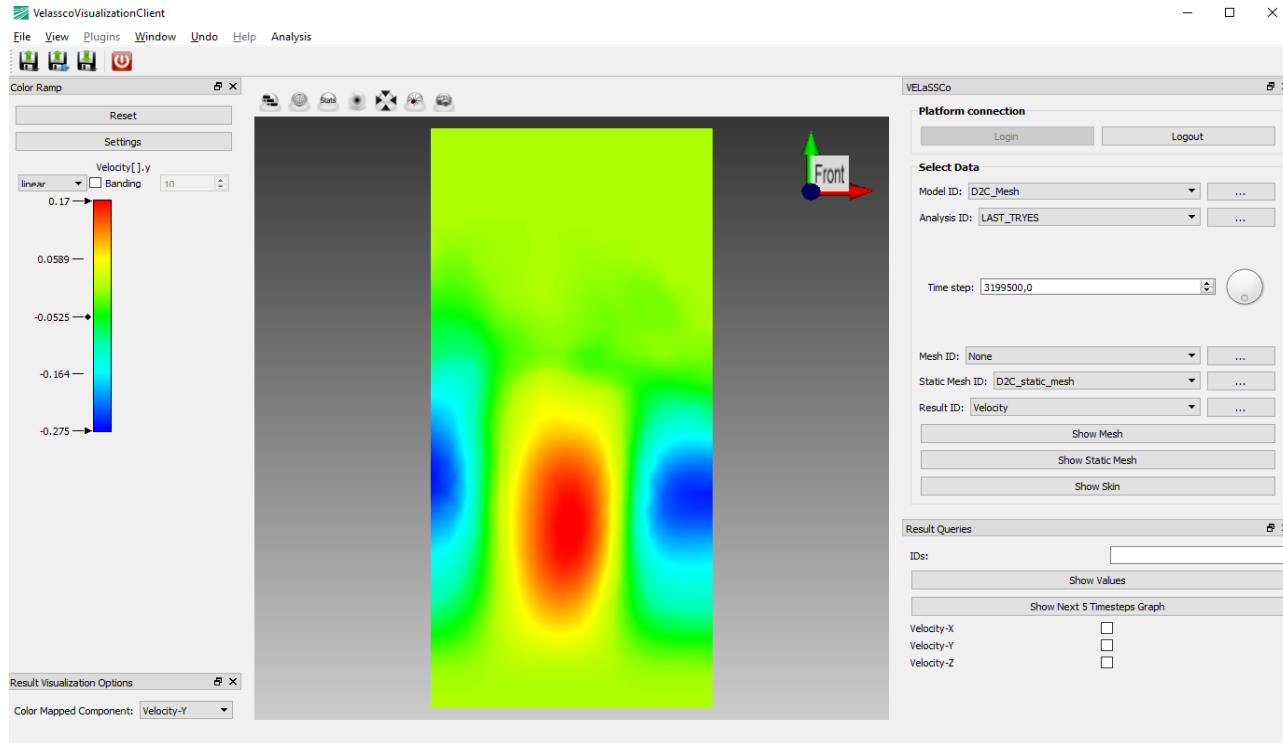 VelassscoVisualizationClient
File View Plugins Window Undo Help Analysis
Color Ramp
Reset
Settings
Velocity[].y
linear Banding 10
0.17
0.0589
-0.0525
-0.164
-0.275
Result Visualization Options
Color Mapped Component: Velocity-Y
Stats
Front
VELaSSCo
Platform connection
Login Logout
Select Data
Model ID: D2C_Mesh ...
Analysis ID: LAST_TRYES ...
Time step: 3199500,0
Mesh ID: None ...
Static Mesh ID: D2C_static_mesh ...
Result ID: Velocity ...
Show Mesh
Show Static Mesh
Show Skin
Result Queries
IDs:
Show Values
Show Next 5 Timesteps Graph
Velocity-X
Velocity-Y
Velocity-Z